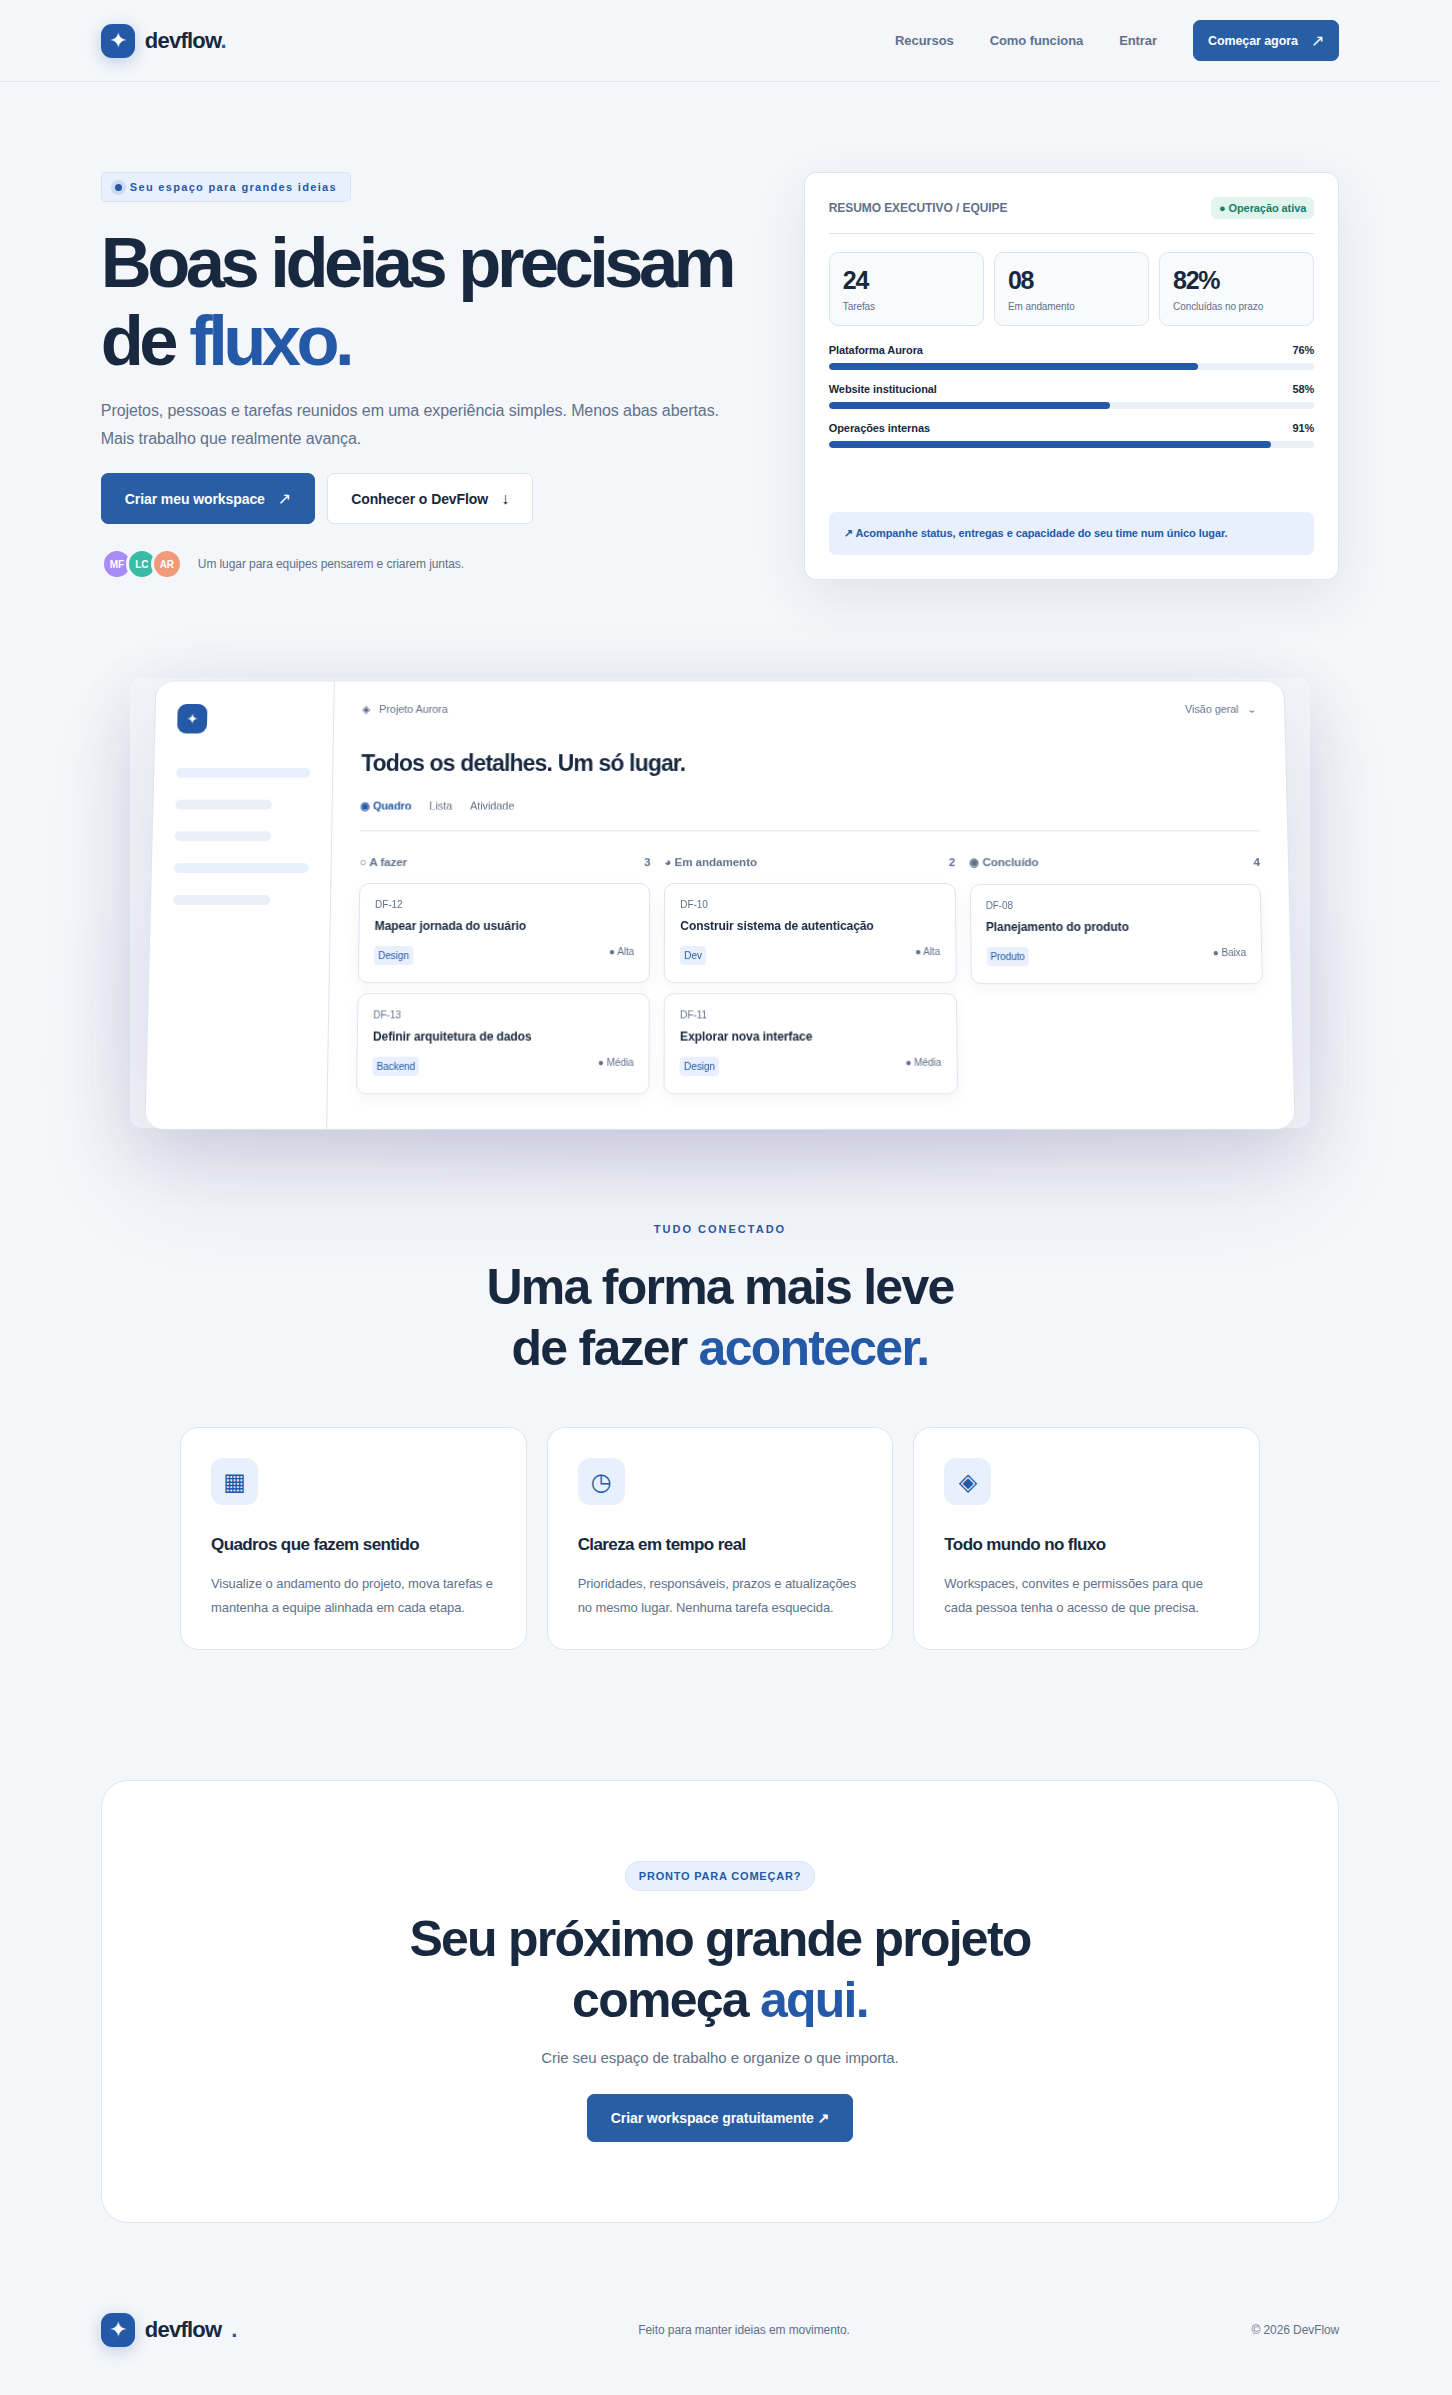 devflow.
Recursos
Como funciona
Entrar
Começar agora ↗
Seu espaço para grandes ideias
Boas ideias precisam
de fluxo.
Projetos, pessoas e tarefas reunidos em uma experiência simples. Menos abas abertas.
Mais trabalho que realmente avança.
Criar meu workspace ↗
Conhecer o DevFlow ↓
MF LC AR
Um lugar para equipes pensarem e criarem juntas.
RESUMO EXECUTIVO / EQUIPE
● Operação ativa
24
Tarefas
08
Em andamento
82%
Concluídas no prazo
Plataforma Aurora 76%
Website institucional 58%
Operações internas 91%
↗ Acompanhe status, entregas e capacidade do seu time num único lugar.
◈ Projeto Aurora
Visão geral ⌄
Todos os detalhes. Um só lugar.
◉ Quadro Lista Atividade
○ A fazer 3
DF-12
Mapear jornada do usuário
Design ● Alta
DF-13
Definir arquitetura de dados
Backend ● Média
Em andamento 2
DF-10
Construir sistema de autenticação
Dev ● Alta
DF-11
Explorar nova interface
Design ● Média
◉ Concluído 4
DF-08
Planejamento do produto
Produto ● Baixa
TUDO CONECTADO
Uma forma mais leve
de fazer acontecer.
Quadros que fazem sentido
Visualize o andamento do projeto, mova tarefas e
mantenha a equipe alinhada em cada etapa.
Clareza em tempo real
Prioridades, responsáveis, prazos e atualizações
no mesmo lugar. Nenhuma tarefa esquecida.
Todo mundo no fluxo
Workspaces, convites e permissões para que
cada pessoa tenha o acesso de que precisa.
PRONTO PARA COMEÇAR?
Seu próximo grande projeto
começa aqui.
Crie seu espaço de trabalho e organize o que importa.
Criar workspace gratuitamente ↗
devflow .
Feito para manter ideias em movimento.
© 2026 DevFlow